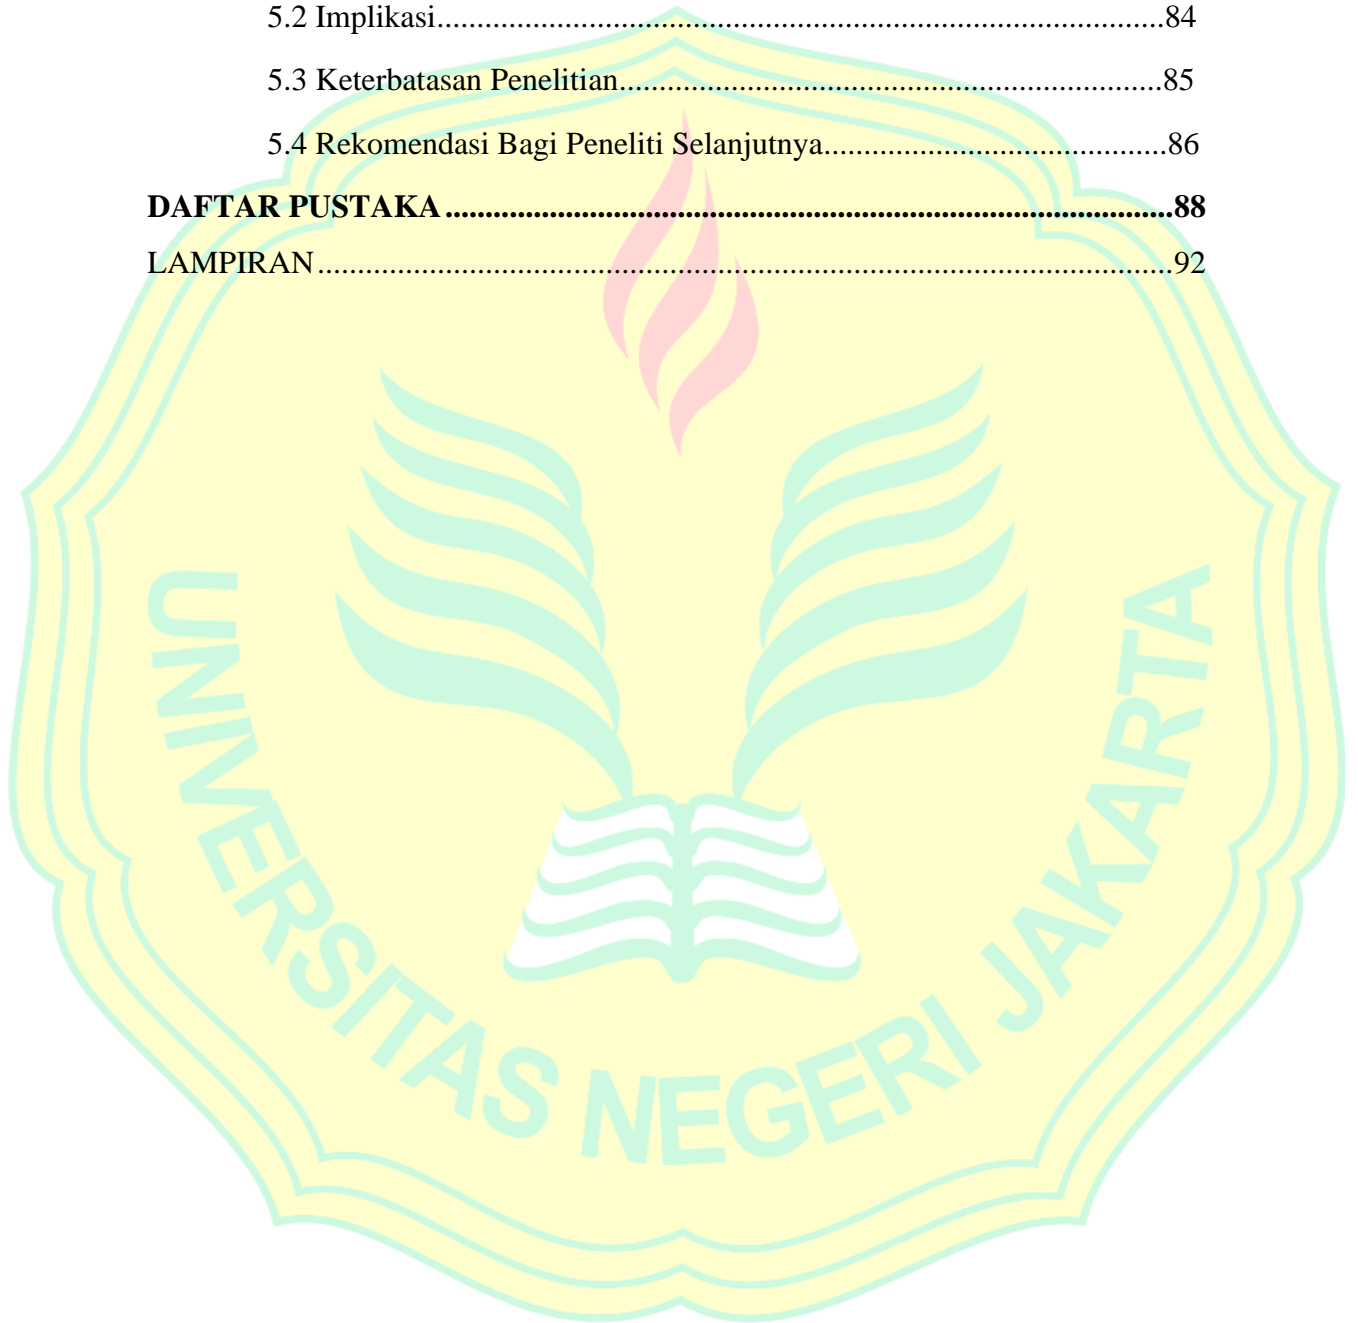 5.2 Implikasi..........................................................................................84
5.3 Keterbatasan Penelitian...................................................................85
5.4 Rekomendasi Bagi Peneliti Selanjutnya..........................................86
DAFTAR PUSTAKA...........................................................................................88
LAMPIRAN..........................................................................................................92
UNIVERSITAS NEGERI JAKARTA